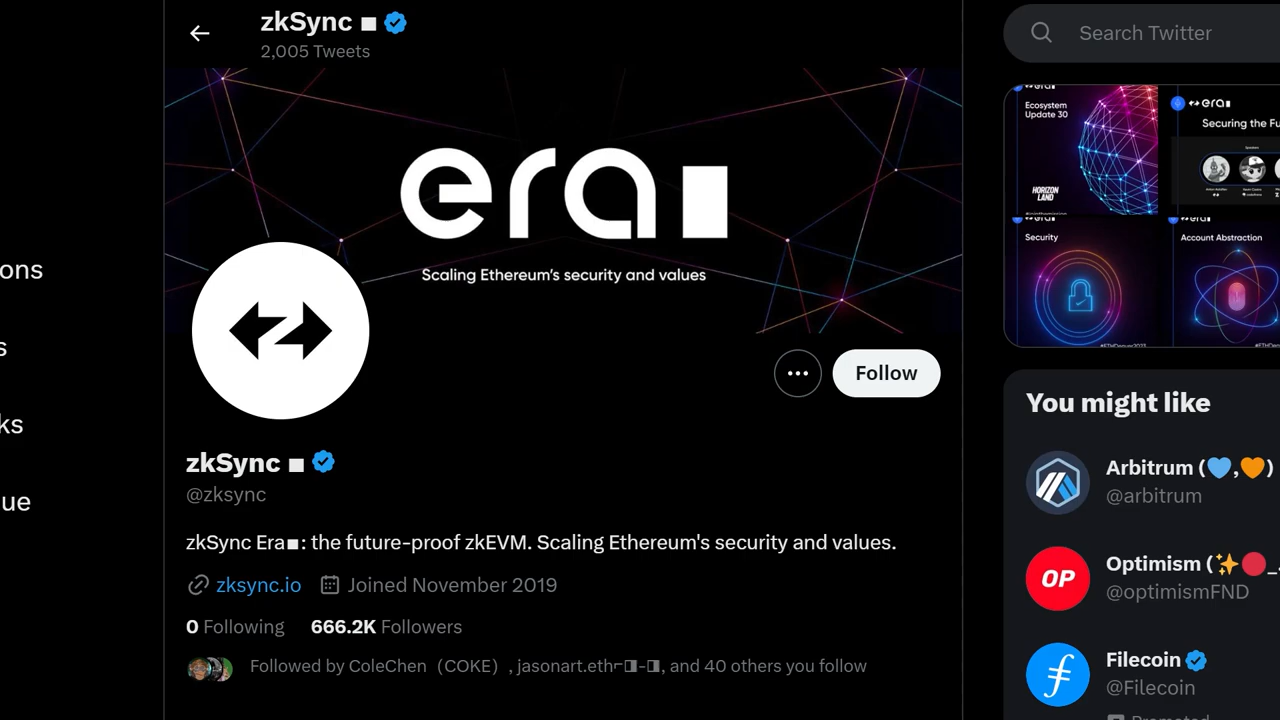 zkSync ■
2,005 Tweets
era■
Scaling Ethereum's security and values
Follow
zkSync ■
@zksync
zkSync Era■: the future-proof zkEVM. Scaling Ethereum's security and values.
zksync.io Joined November 2019
0 Following 666.2K Followers
Followed by ColeChen（COKE）, jasonart.eth⌐◨-◨, and 40 others you follow
ons
s
ks
ue
Search Twitter
era■
Ecosystem
Update 30
HORIZON
LAND
era■
Securing the Fu
Speakers
Security
Account Abstraction
You might like
Arbitrum (💙,🧡)
@arbitrum
Optimism (✨🔴_
@optimismFND
Filecoin
@Filecoin
Promoted